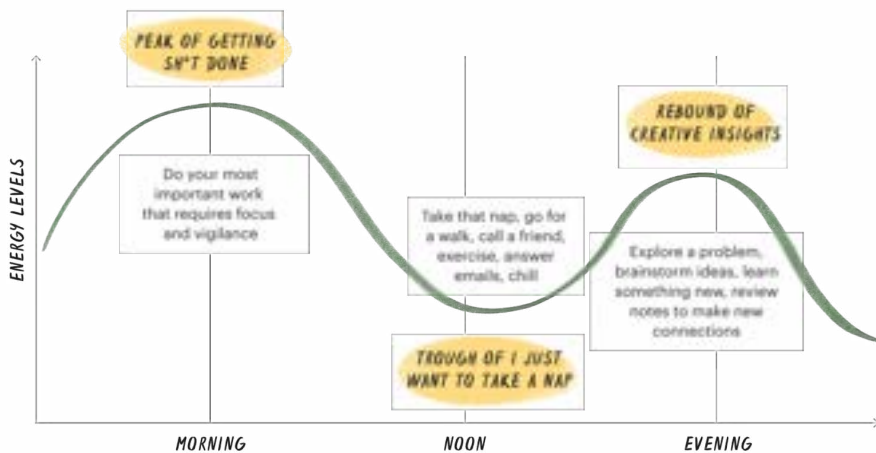 PEAK OF GETTING
SH*T DONE
Do your most
important work
that requires focus
and vigilance
REBOUND OF
CREATIVE INSIGHTS
Take that nap, go for
a walk, call a friend,
exercise, answer
emails, chill
Explore a problem,
brainstorm ideas, learn
something new, review
notes to make new
connections
TROUGH OF I JUST
WANT TO TAKE A NAP
ENERGY LEVELS
MORNING
NOON
EVENING